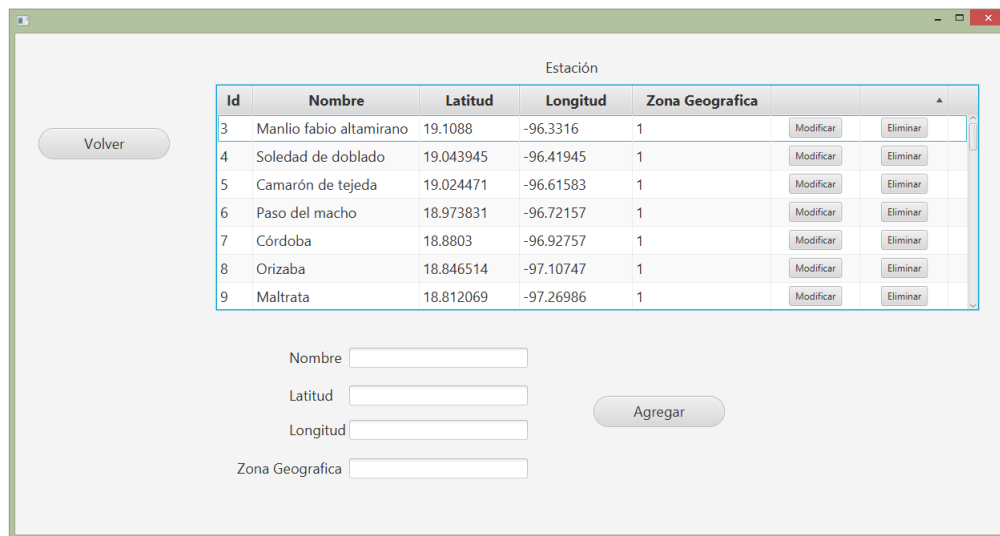 Estación
Id Nombre Latitud Longitud Zona Geografica
3 Manlio fabio altamirano 19.1088 -96.3316 1 Modificar Eliminar
Volver
4 Soledad de doblado 19.043945 -96.41945 1 Modificar Eliminar
5 Camarón de tejeda 19.024471 -96.61583 1 Modificar Eliminar
6 Paso del macho 18.973831 -96.72157 1 Modificar Eliminar
7 Córdoba 18.8803 -96.92757 1 Modificar Eliminar
8 Orizaba 18.846514 -97.10747 1 Modificar Eliminar
9 Maltrata 18.812069 -97.26986 1 Modificar Eliminar
Nombre
Latitud
Agregar
Longitud
Zona Geografica